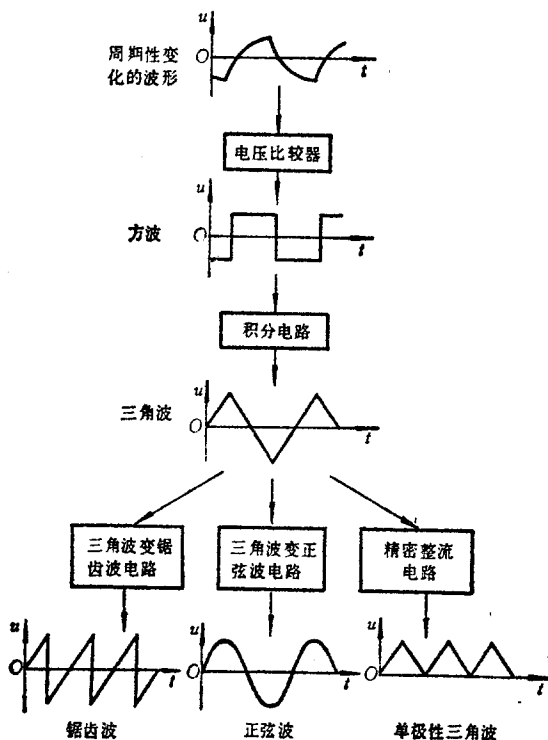 u
周期性变
化的波形
O
t
电压比较器
u
方波
O
t
积分电路
u
三角波
O
t
三角波变锯
齿波电路
三角波变正
弦波电路
精密整流
电路
u
O
t
u
O
t
u
O
t
锯齿波
正弦波
单极性三角波